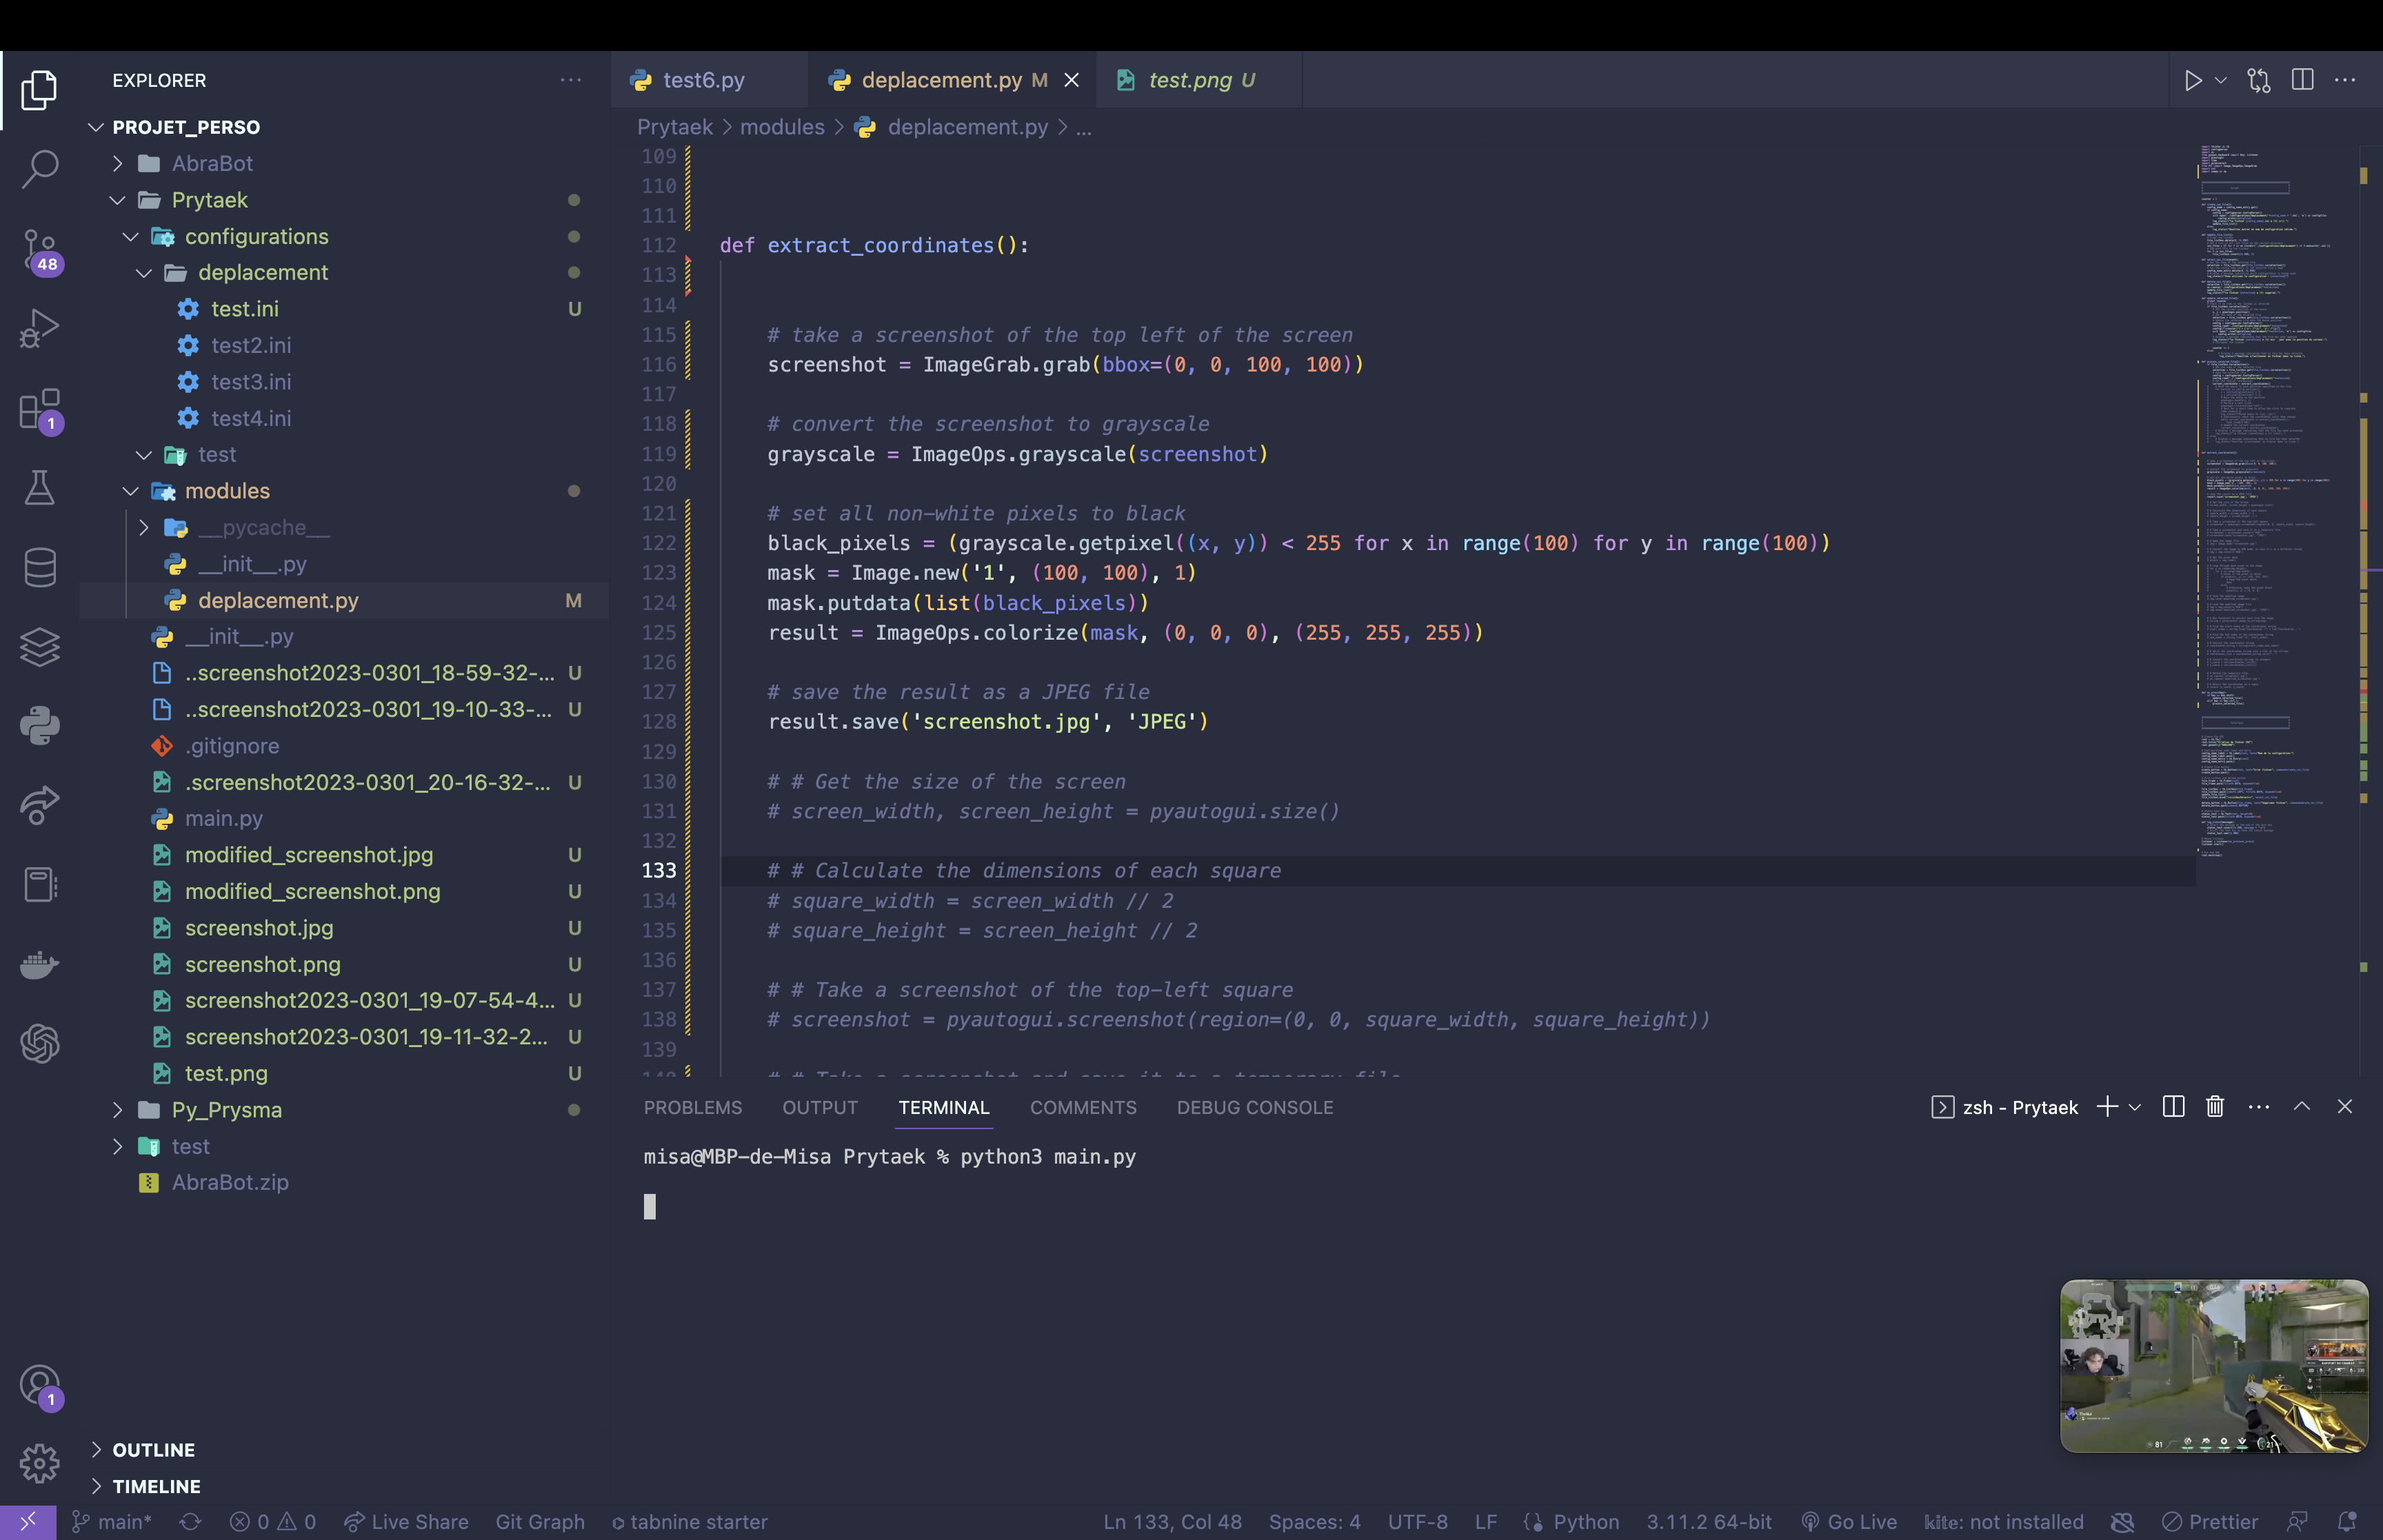 EXPLORER
PROJET_PERSO
AbraBot
Prytaek
configurations
deplacement
test.ini U
test2.ini
test3.ini
test4.ini
test
modules
__pycache__
__init__.py
deplacement.py M
__init__.py
..screenshot2023-0301_18-59-32-... U
..screenshot2023-0301_19-10-33-... U
.gitignore
.screenshot2023-0301_20-16-32-... U
main.py
modified_screenshot.jpg U
modified_screenshot.png U
screenshot.jpg U
screenshot.png U
screenshot2023-0301_19-07-54-4... U
screenshot2023-0301_19-11-32-2... U
test.png U
Py_Prysma
test
AbraBot.zip
OUTLINE
TIMELINE
48
1
1
test6.py deplacement.py M test.png U
Prytaek > modules > deplacement.py > ...
109
110
111
112 def extract_coordinates():
113
114
115 # take a screenshot of the top left of the screen
116 screenshot = ImageGrab.grab(bbox=(0, 0, 100, 100))
117
118 # convert the screenshot to grayscale
119 grayscale = ImageOps.grayscale(screenshot)
120
121 # set all non-white pixels to black
122 black_pixels = (grayscale.getpixel((x, y)) < 255 for x in range(100) for y in range(100))
123 mask = Image.new('1', (100, 100), 1)
124 mask.putdata(list(black_pixels))
125 result = ImageOps.colorize(mask, (0, 0, 0), (255, 255, 255))
126
127 # save the result as a JPEG file
128 result.save('screenshot.jpg', 'JPEG')
129
130 # # Get the size of the screen
131 # screen_width, screen_height = pyautogui.size()
132
133 # # Calculate the dimensions of each square
134 # square_width = screen_width // 2
135 # square_height = screen_height // 2
136
137 # # Take a screenshot of the top-left square
138 # screenshot = pyautogui.screenshot(region=(0, 0, square_width, square_height))
139
140 # # Take a screenshot and save it to a temporary file
PROBLEMS OUTPUT TERMINAL COMMENTS DEBUG CONSOLE
zsh - Prytaek
misa@MBP-de-Misa Prytaek % python3 main.py
81
main* 0 0 Live Share Git Graph tabnine starter
Ln 133, Col 48 Spaces: 4 UTF-8 LF Python 3.11.2 64-bit Go Live kite: not installed Prettier